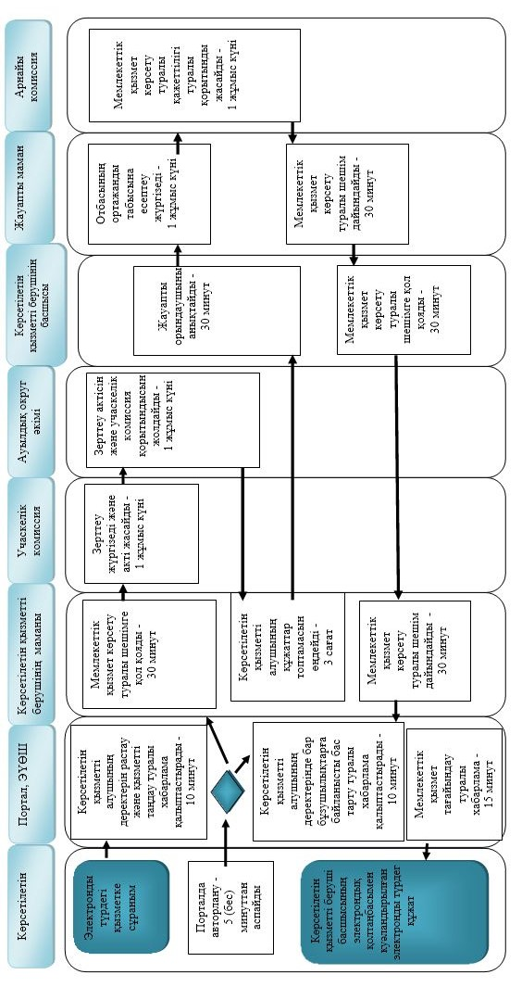 Көрсетілетін
Портал, ЭҮӨШ
Көрсетілетін қызметті
берушінің маманы
Учаскелік
комиссия
Ауылдық округ
әкімі
Көрсетілетін
қызметті берушінің
басшысы
Жауапты маман
Арнайы
комиссия
Электронды
түрдегі
қызметке
сұраным
Порталда
авторлану -
5 (бес)
минуттан
аспайды
Көрсетілетін
қызметті беруші
басшысының
электрондық
қолтаңбасымен
куәландырылған
электронды түрдег
құжат
Көрсетілетін
қызметті
алушының
деректерін растау
және қызметті
таңдау туралы
хабарлама
қалыптастырады -
10 минут
Көрсетілетін
қызметті
алушының
деректерінде бар
бұзушылықтарға
байланысты бас
тарту туралы
хабарлама
қалыптастырады -
10 минут
Мемлекеттік
қызмет
тағайындау
туралы
хабарлама -
15 минут
Мемлекеттік
қызмет көрсету
туралы шешімге
қол қояды -
30 минут
Көрсетілетін
қызметті
алушының
құжаттар
топтамасын
өңдейді -
3 сағат
Мемлекеттік
қызмет
көрсету
туралы шешім
дайындайды -
30 минут
Зерттеу
жүргізеді және
акті жасайды -
1 жұмыс күні
Зерттеу актісін
және учаскелік
комиссия
қорытындысын
жолдайды -
1 жұмыс күні
Жауапты
орындаушыны
анықтайды -
30 минут
Мемлекеттік
қызмет
көрсету
туралы
шешімге қол
қояды -
30 минут
Отбасының
ортажанды
табысына
есептеу
жүргізеді -
1 жұмыс күні
Мемлекеттік
қызмет
көрсету
туралы шешім
дайындайды -
30 минут
Мемлекеттік
қызмет
көрсету
туралы
қажеттілігі
туралы
қорытынды
жасайды -
1 жұмыс күні